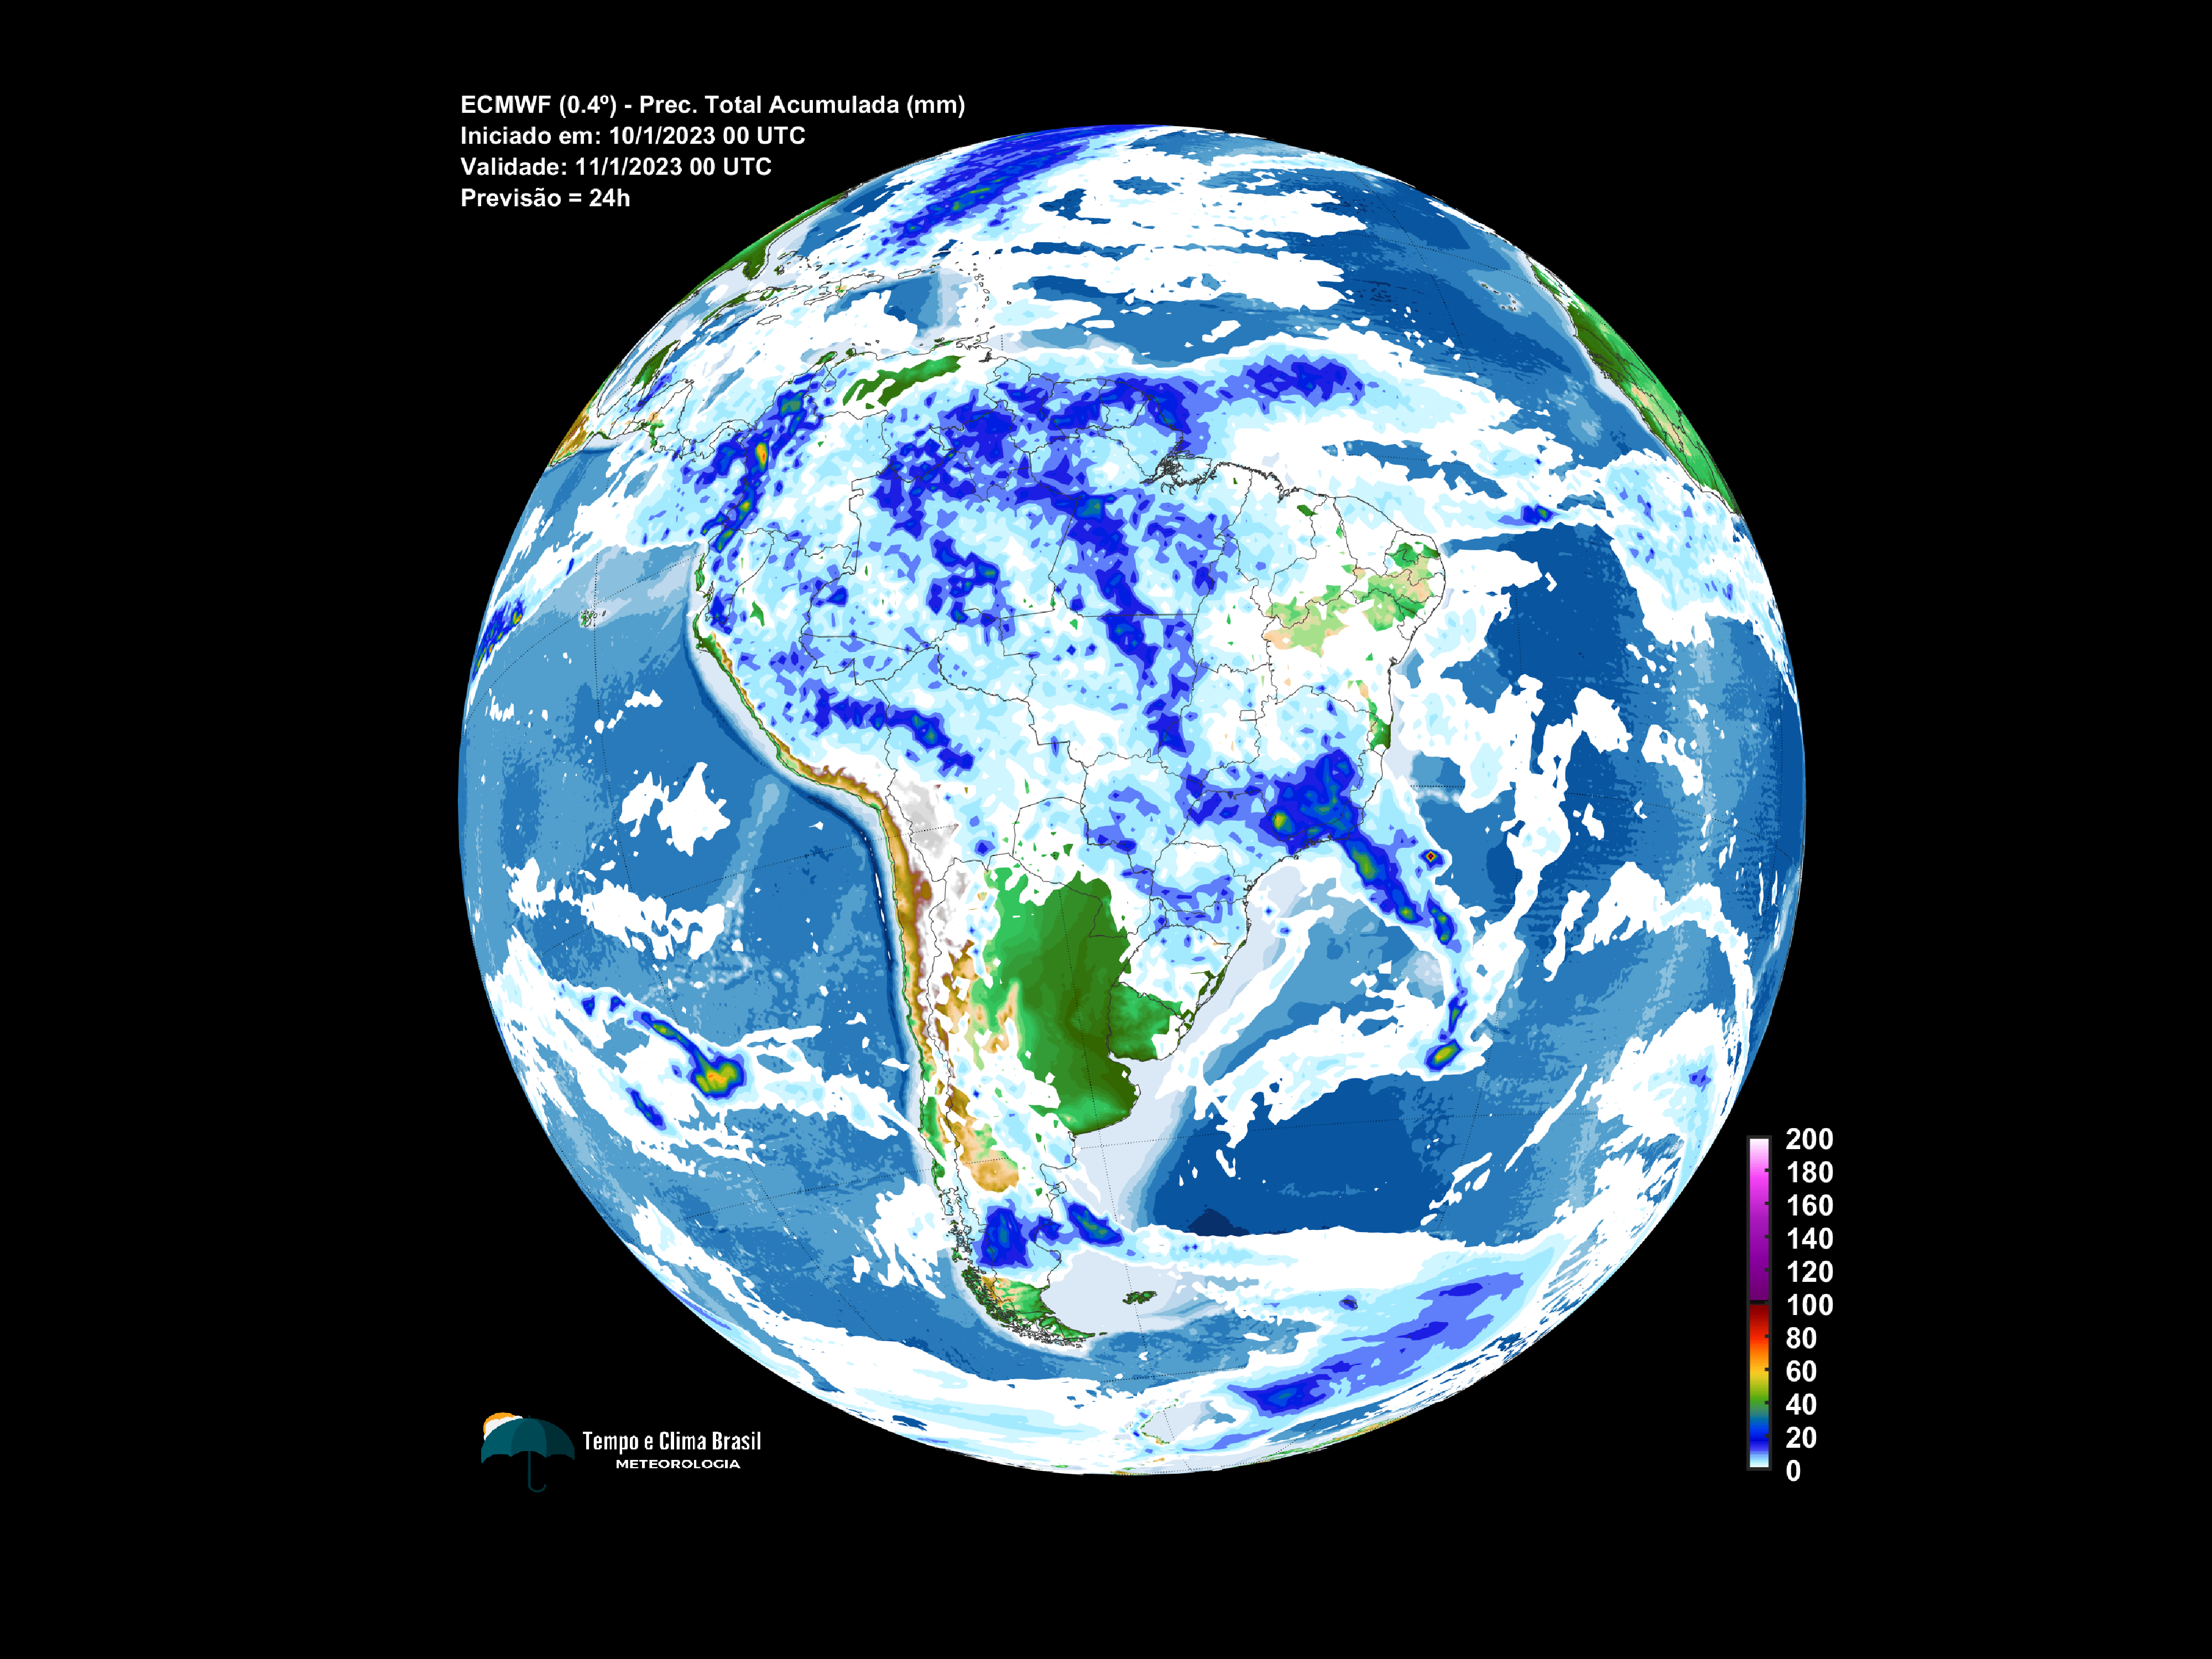 ECMWF (0.4º) - Prec. Total Acumulada (mm)
Iniciado em: 10/1/2023 00 UTC
Validade: 11/1/2023 00 UTC
Previsão = 24h
200
180
160
140
120
100
80
60
40
20
0
Tempo e Clima Brasil
METEOROLOGIA